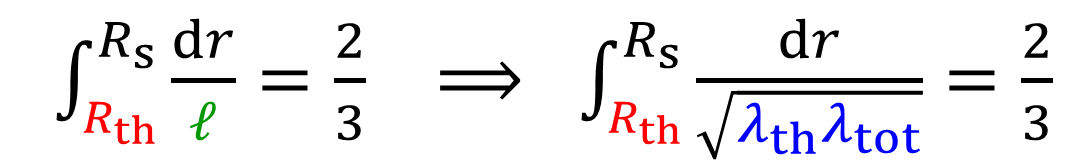 ∫_{R_th}^{R_s} dr/ℓ = 2/3 ⟹ ∫_{R_th}^{R_s} dr/√(λ_th λ_tot) = 2/3